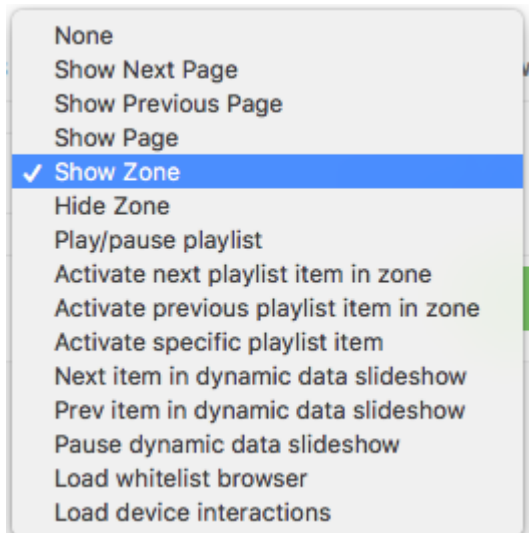 None
Show Next Page
Show Previous Page
Show Page
✓ Show Zone
Hide Zone
Play/pause playlist
Activate next playlist item in zone
Activate previous playlist item in zone
Activate specific playlist item
Next item in dynamic data slideshow
Prev item in dynamic data slideshow
Pause dynamic data slideshow
Load whitelist browser
Load device interactions